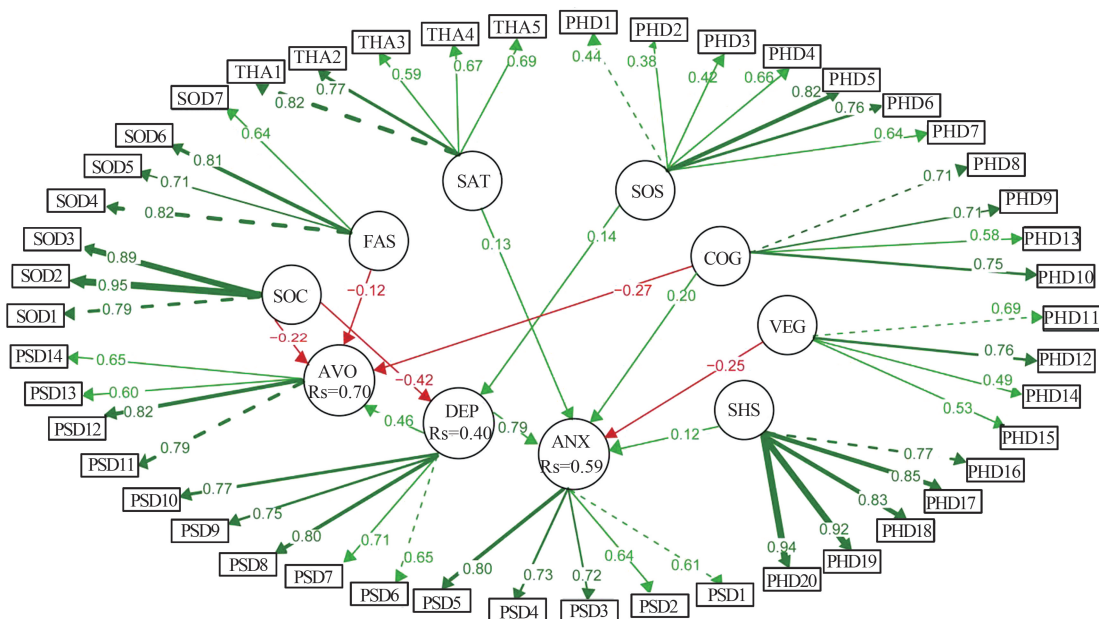 THA5
PHD1
THA4
PHD2
THA3
PHD3
THA2
PHD4
THA1
PHD5
SOD7
PHD6
PHD7
SOD6
PHD8
SOD5
PHD9
SOD4
PHD13
SOD3
PHD10
SOD2
PHD11
SOD1
PHD12
PSD14
PHD14
PSD13
PHD15
PSD12
PHD16
PSD11
PHD17
PSD10
PHD18
PSD9
PHD19
PSD8
PHD20
PSD7
PSD6
PSD5
PSD4
PSD3
PSD2
PSD1
SAT
SOS
FAS
COG
SOC
VEG
SHS
AVO
Rs=0.70
DEP
Rs=0.40
ANX
Rs=0.59
0.82
0.77
0.59
0.67
0.69
0.44
0.38
0.42
0.66
0.82
0.76
0.64
0.64
0.81
0.71
0.82
0.71
0.71
0.58
0.75
0.89
0.95
0.79
0.69
0.76
0.49
0.53
0.65
0.60
0.82
0.79
0.77
0.85
0.83
0.92
0.94
0.77
0.75
0.80
0.71
0.65
0.80
0.73
0.72
0.64
0.61
0.13
0.14
−0.12
−0.27
0.20
−0.22
−0.42
−0.25
0.46
0.79
0.12